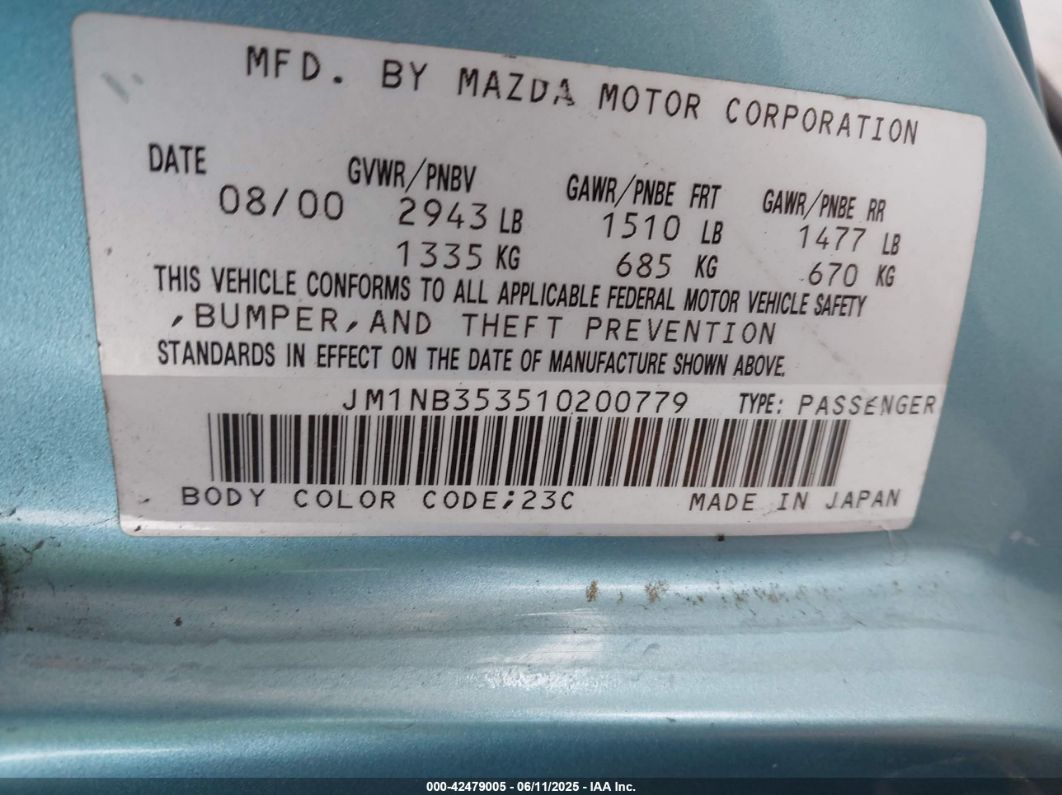 MFD. BY MAZDA MOTOR CORPORATION
DATE GVWR/PNBV GAWR/PNBE FRT GAWR/PNBE RR
08/00 2943 LB 1510 LB 1477 LB
1335 KG 685 KG 670 KG
THIS VEHICLE CONFORMS TO ALL APPLICABLE FEDERAL MOTOR VEHICLE SAFETY
,BUMPER,AND THEFT PREVENTION
STANDARDS IN EFFECT ON THE DATE OF MANUFACTURE SHOWN ABOVE.
JM1NB353510200779 TYPE: PASSENGER
BODY COLOR CODE;23C MADE IN JAPAN
000-42479005 - 06/11/2025 - IAA Inc.